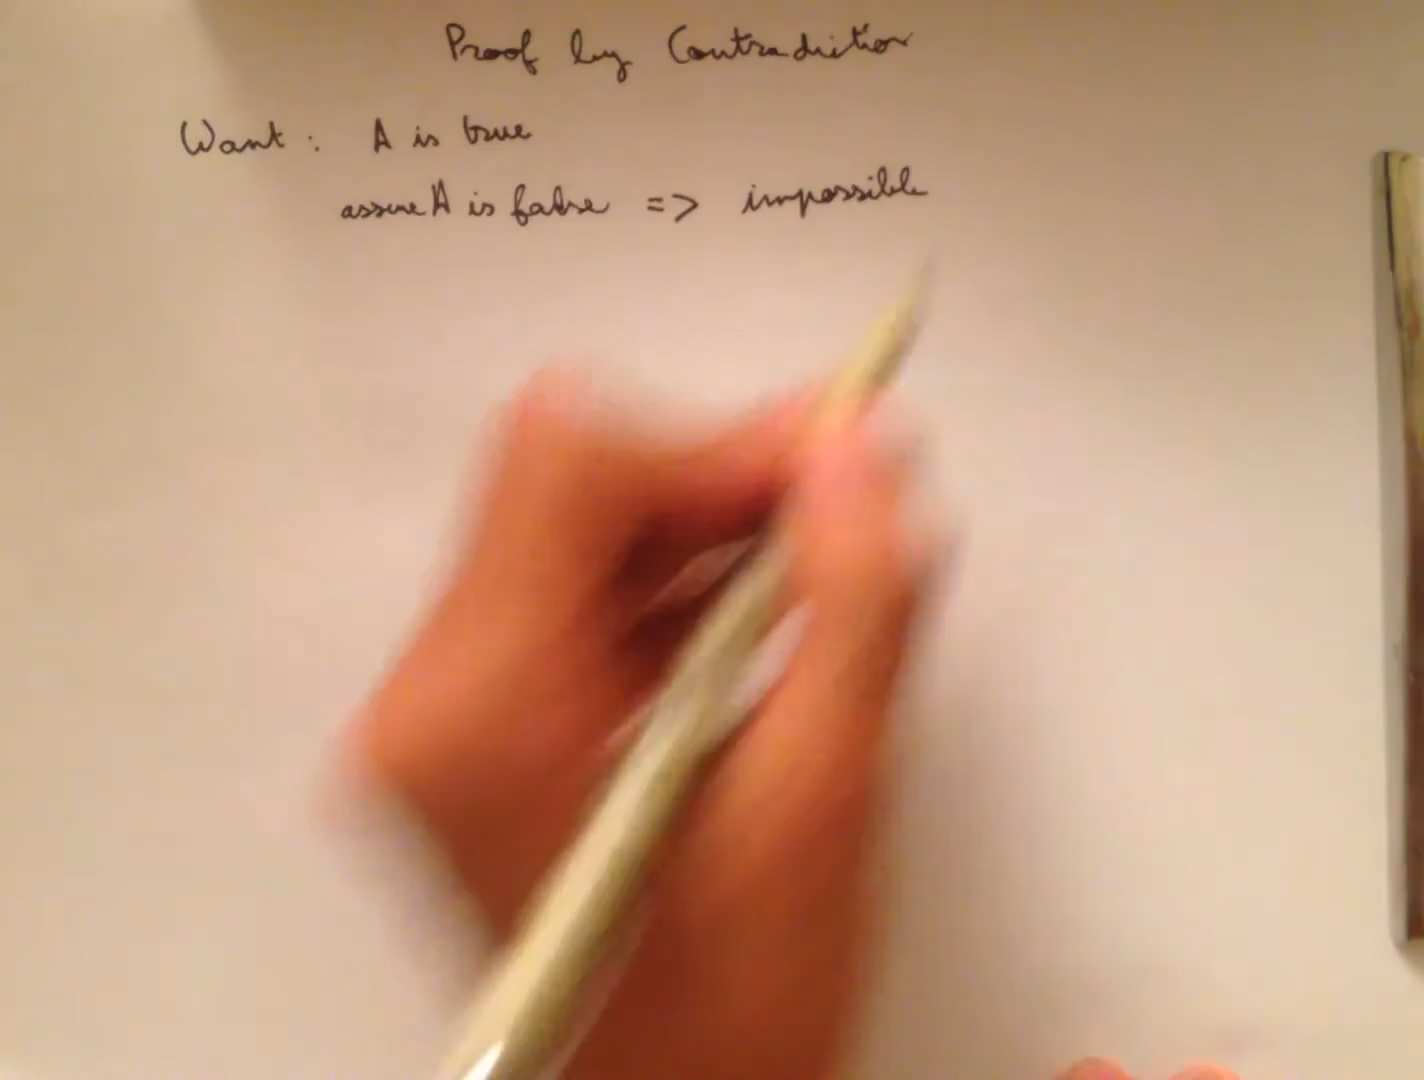 Proof by Contradiction
Want : A is true
assume A is false => impossible